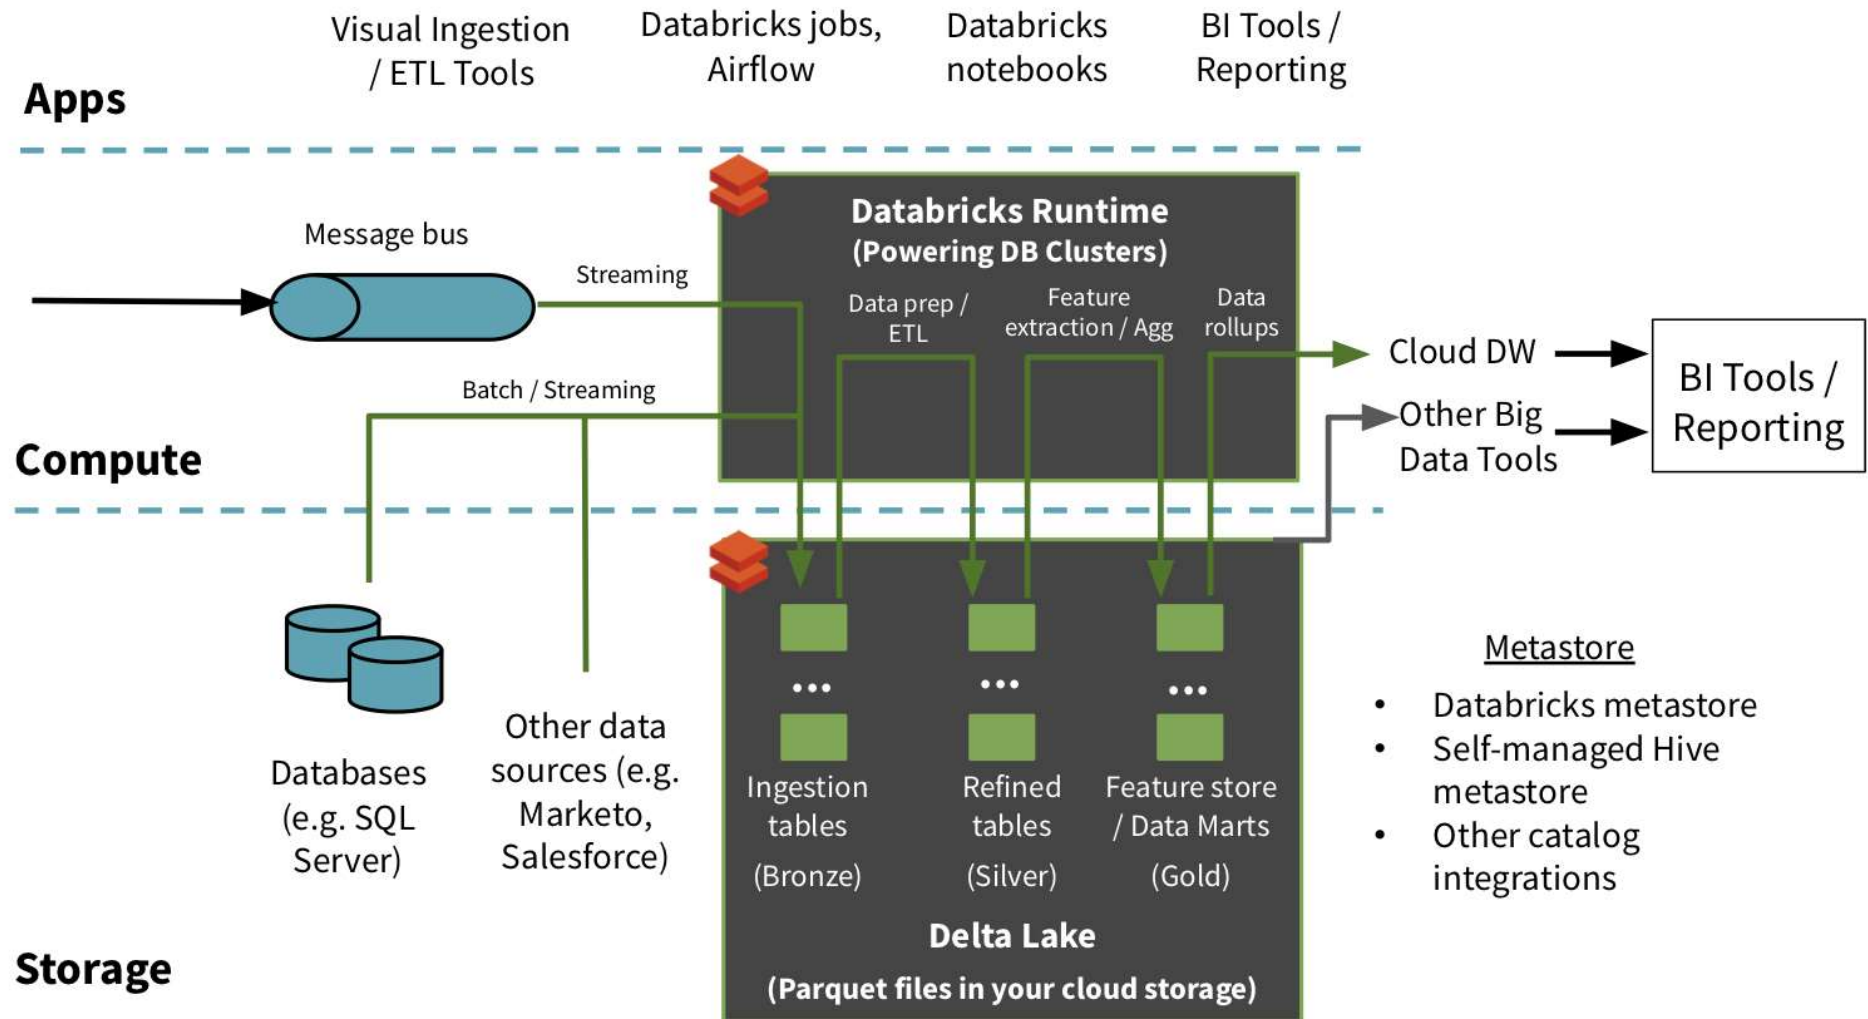 Visual Ingestion
/ ETL Tools
Databricks jobs,
Airflow
Databricks
notebooks
BI Tools /
Reporting
Apps
Message bus
Streaming
Batch / Streaming
Databricks Runtime
(Powering DB Clusters)
Data prep /
ETL
Feature
extraction / Agg
Data
rollups
Cloud DW
Other Big
Data Tools
BI Tools /
Reporting
Compute
Databases
(e.g. SQL
Server)
Other data
sources (e.g.
Marketo,
Salesforce)
•••
•••
•••
Ingestion
tables
(Bronze)
Refined
tables
(Silver)
Feature store
/ Data Marts
(Gold)
Delta Lake
(Parquet files in your cloud storage)
Metastore
• Databricks metastore
• Self-managed Hive
metastore
• Other catalog
integrations
Storage